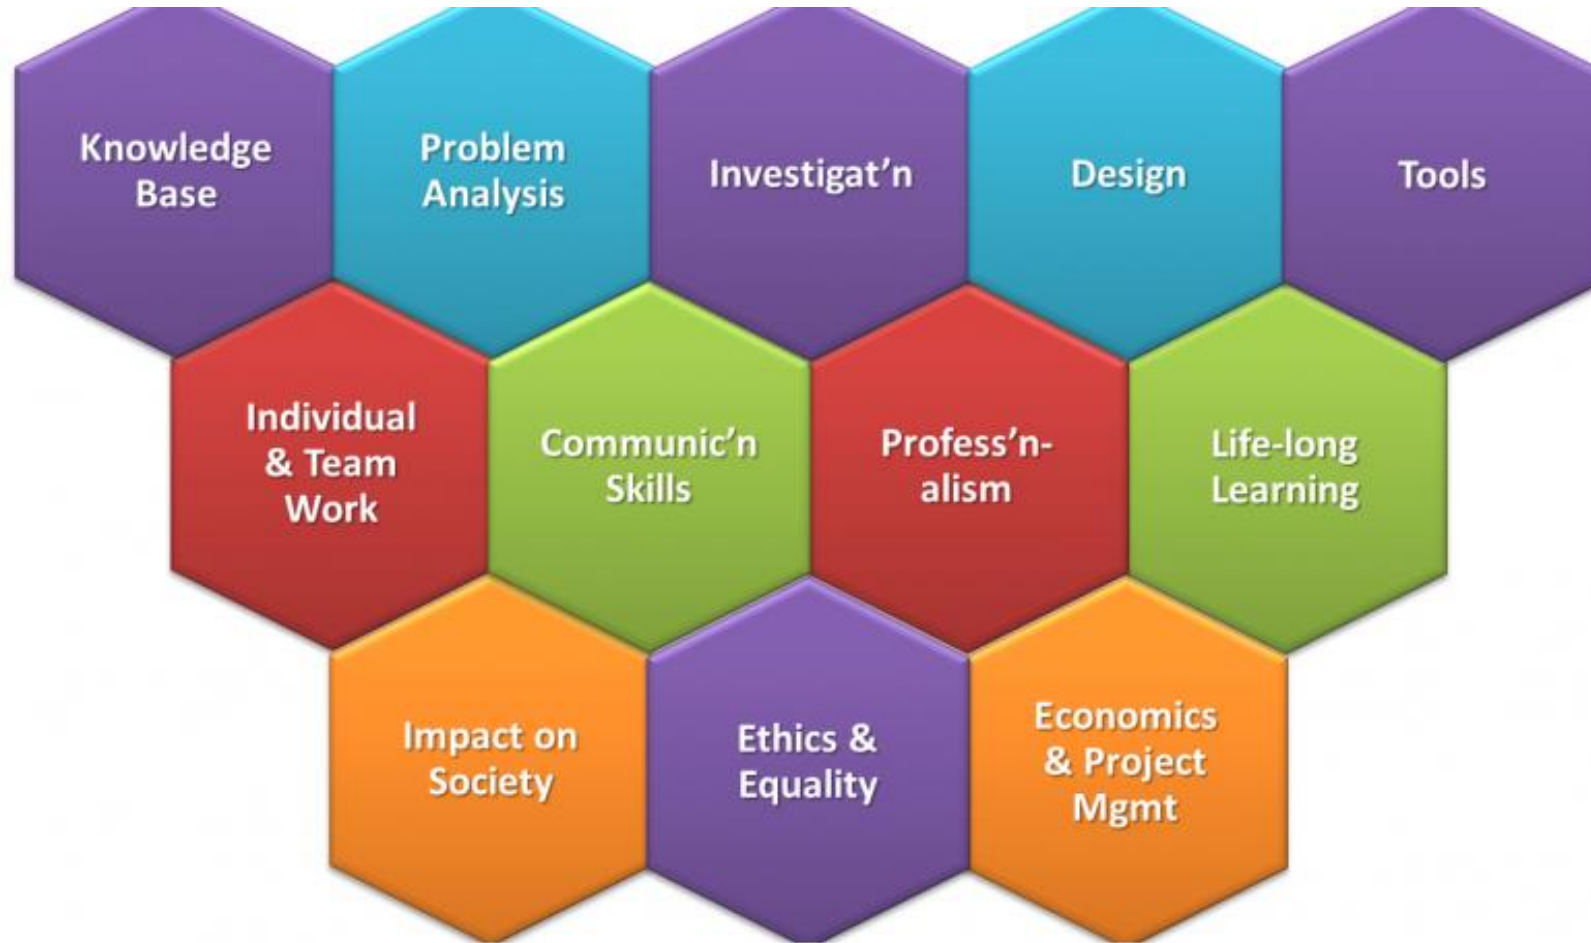 Knowledge
Base
Problem
Analysis
Investigat’n
Design
Tools
Individual
& Team
Work
Communic’n
Skills
Profess’n-
alism
Life-long
Learning
Impact on
Society
Ethics &
Equality
Economics
& Project
Mgmt